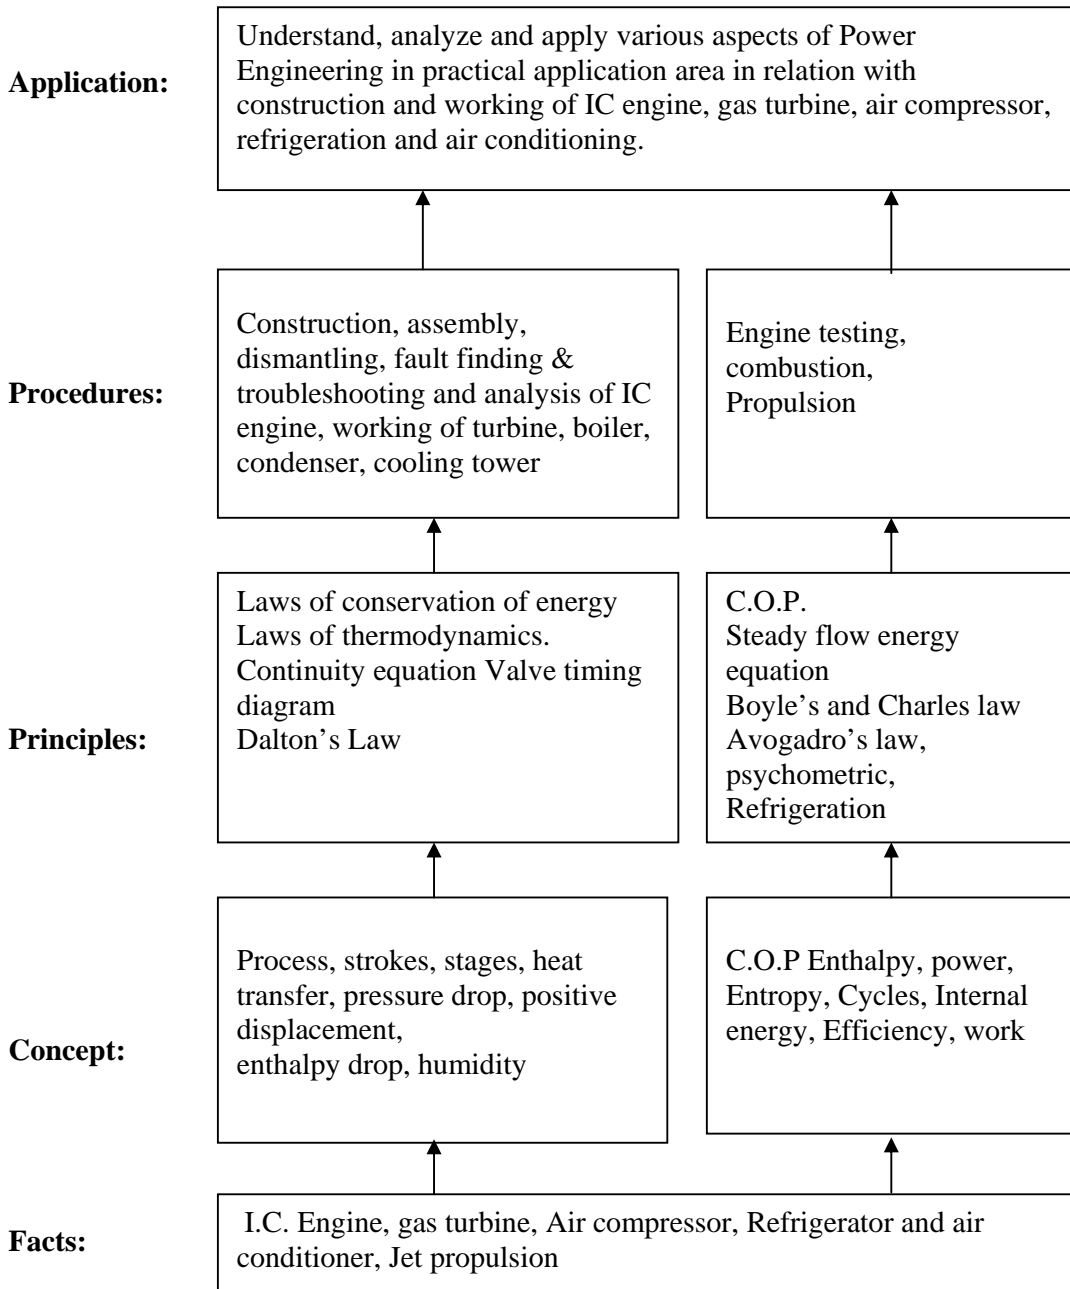 Application:
Understand, analyze and apply various aspects of Power
Engineering in practical application area in relation with
construction and working of IC engine, gas turbine, air compressor,
refrigeration and air conditioning.
Procedures:
Construction, assembly,
dismantling, fault finding &
troubleshooting and analysis of IC
engine, working of turbine, boiler,
condenser, cooling tower
Engine testing,
combustion,
Propulsion
Principles:
Laws of conservation of energy
Laws of thermodynamics.
Continuity equation Valve timing
diagram
Dalton’s Law
C.O.P.
Steady flow energy
equation
Boyle’s and Charles law
Avogadro’s law,
psychometric,
Refrigeration
Concept:
Process, strokes, stages, heat
transfer, pressure drop, positive
displacement,
enthalpy drop, humidity
C.O.P Enthalpy, power,
Entropy, Cycles, Internal
energy, Efficiency, work
Facts:
I.C. Engine, gas turbine, Air compressor, Refrigerator and air
conditioner, Jet propulsion